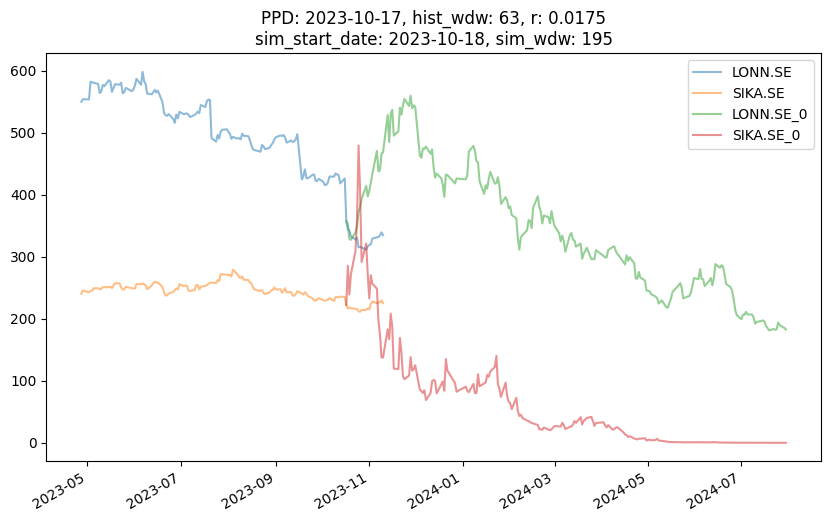 PPD: 2023-10-17, hist_wdw: 63, r: 0.0175
sim_start_date: 2023-10-18, sim_wdw: 195
LONN.SE
SIKA.SE
LONN.SE_0
SIKA.SE_0
600
500
400
300
200
100
0
2023-05
2023-07
2023-09
2023-11
2024-01
2024-03
2024-05
2024-07